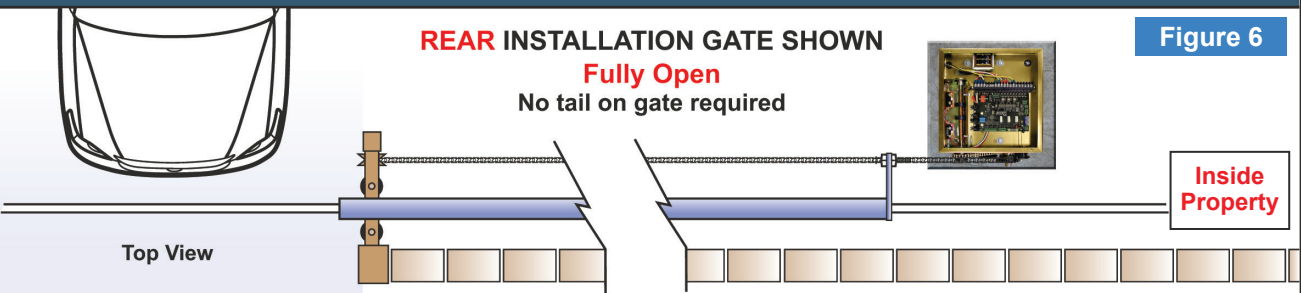 REAR INSTALLATION GATE SHOWN
Fully Open
No tail on gate required
Figure 6
Inside
Property
Top View